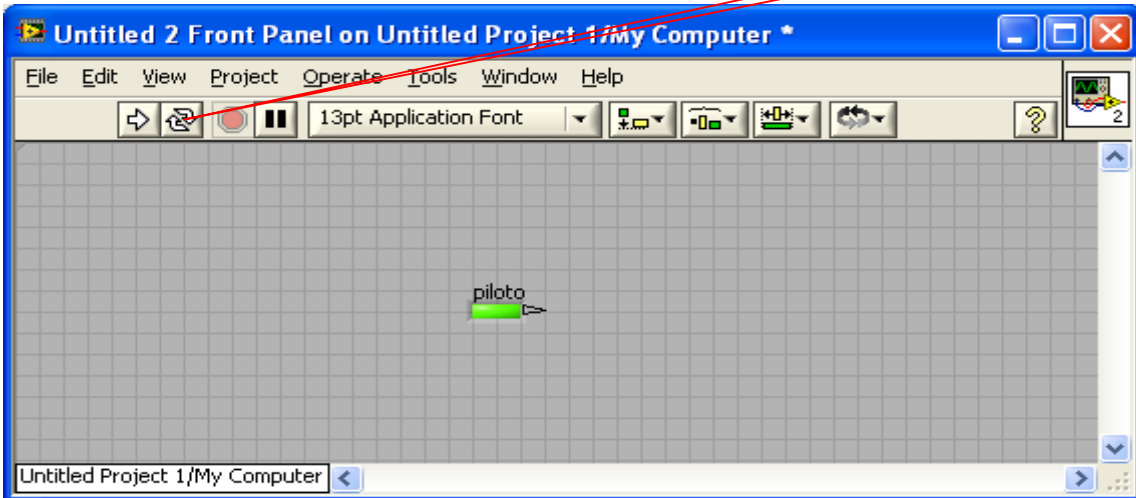 Untitled 2 Front Panel on Untitled Project 1/My Computer *
File Edit View Project Operate Tools Window Help
13pt Application Font
?
2
piloto
Untitled Project 1/My Computer